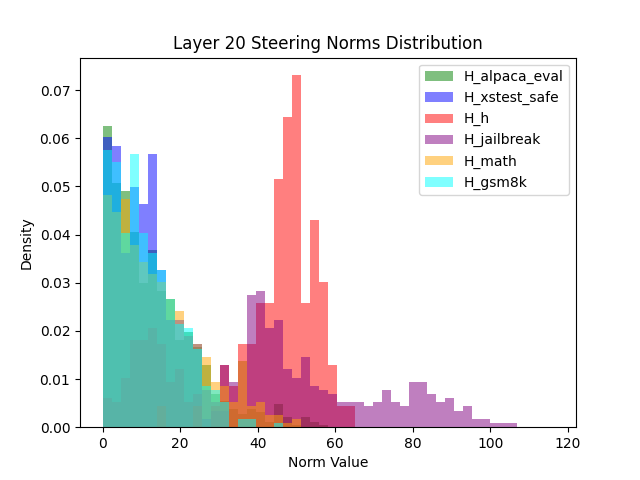 Layer 20 Steering Norms Distribution
H_alpaca_eval
H_xstest_safe
H_h
H_jailbreak
H_math
H_gsm8k
Density
0.07
0.06
0.05
0.04
0.03
0.02
0.01
0.00
0 20 40 60 80 100 120
Norm Value